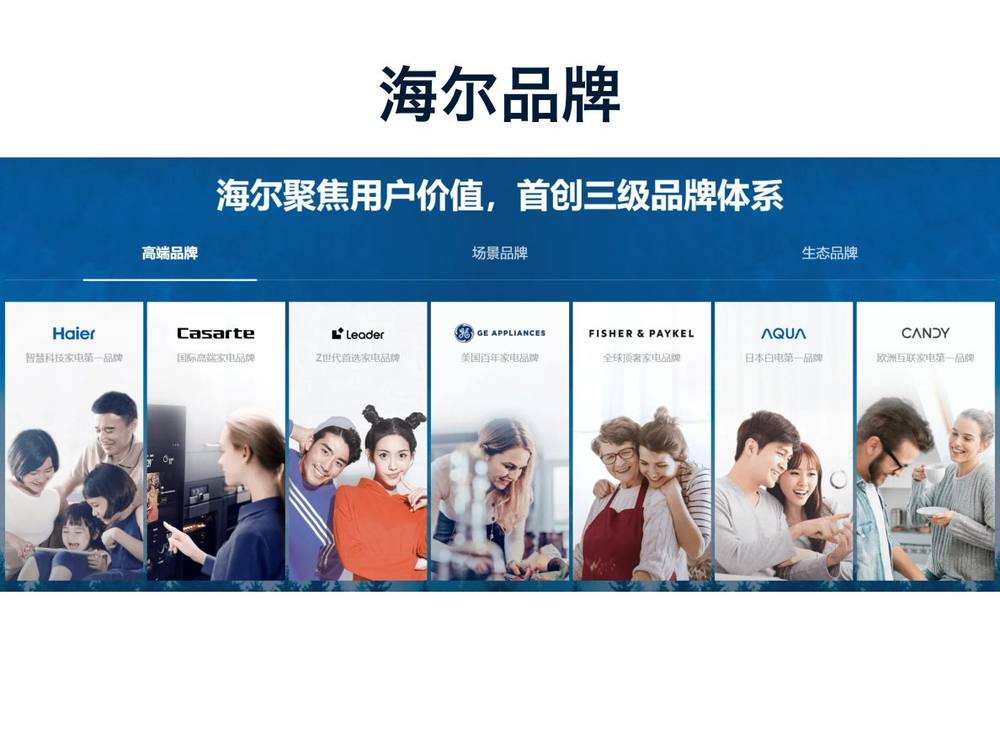 海尔品牌
海尔聚焦用户价值，首创三级品牌体系
高端品牌 场景品牌 生态品牌
Haier
智慧科技家电第一品牌
Casarte
国际高端家电品牌
Leader
Z世代首选家电品牌
GE APPLIANCES
美国百年家电品牌
FISHER & PAYKEL
全球顶奢家电品牌
AQUA
日本白电第一品牌
CANDY
欧洲互联家电第一品牌